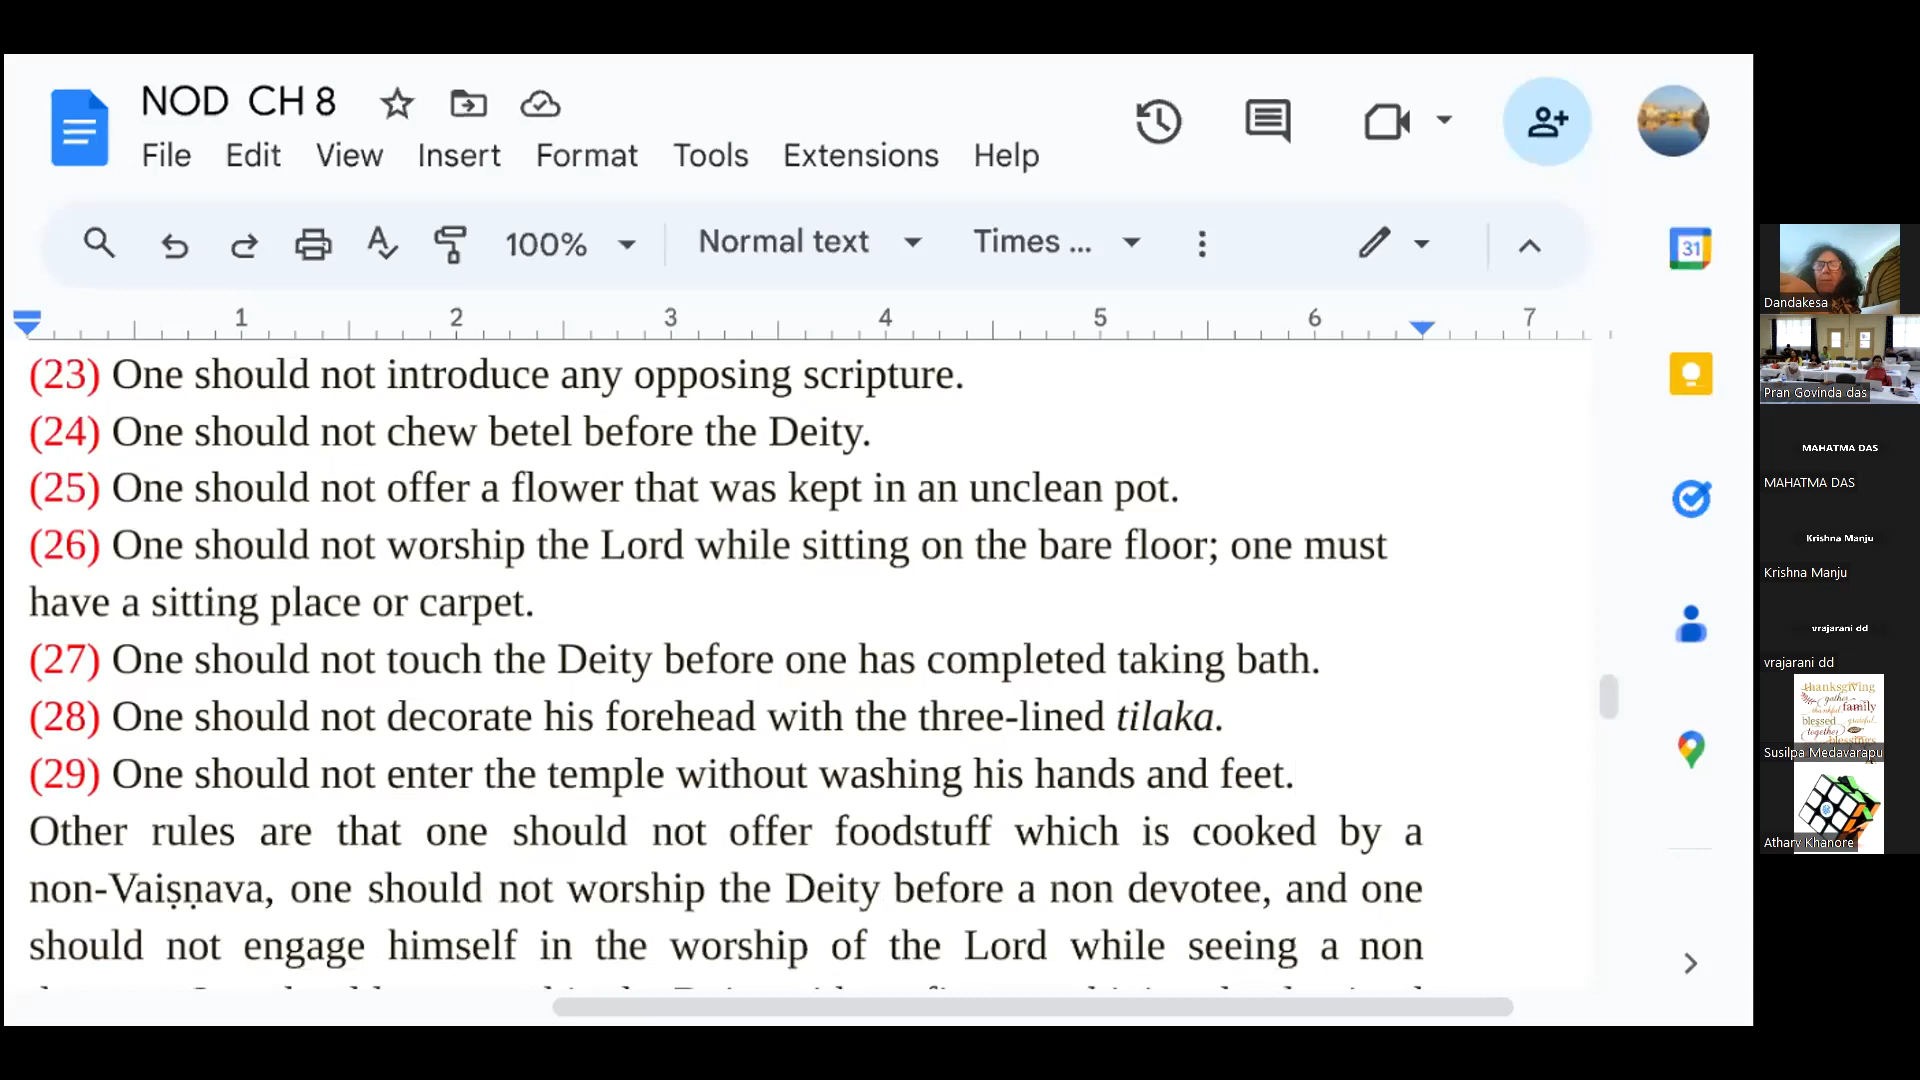 NOD CH 8
File Edit View Insert Format Tools Extensions Help
100% Normal text Times ...
31
1 2 3 4 5 6 7
(23) One should not introduce any opposing scripture.
(24) One should not chew betel before the Deity.
(25) One should not offer a flower that was kept in an unclean pot.
(26) One should not worship the Lord while sitting on the bare floor; one must
have a sitting place or carpet.
(27) One should not touch the Deity before one has completed taking bath.
(28) One should not decorate his forehead with the three-lined tilaka.
(29) One should not enter the temple without washing his hands and feet.
Other rules are that one should not offer foodstuff which is cooked by a
non-Vaiṣṇava, one should not worship the Deity before a non devotee, and one
should not engage himself in the worship of the Lord while seeing a non
Dandakesa
Pran Govinda das
MAHATMA DAS
MAHATMA DAS
Krishna Manju
Krishna Manju
vrajarani dd
vrajarani dd
thanksgiving
gather
family
blessed
together
Susilpa Medavarapu
Atharv Khanore